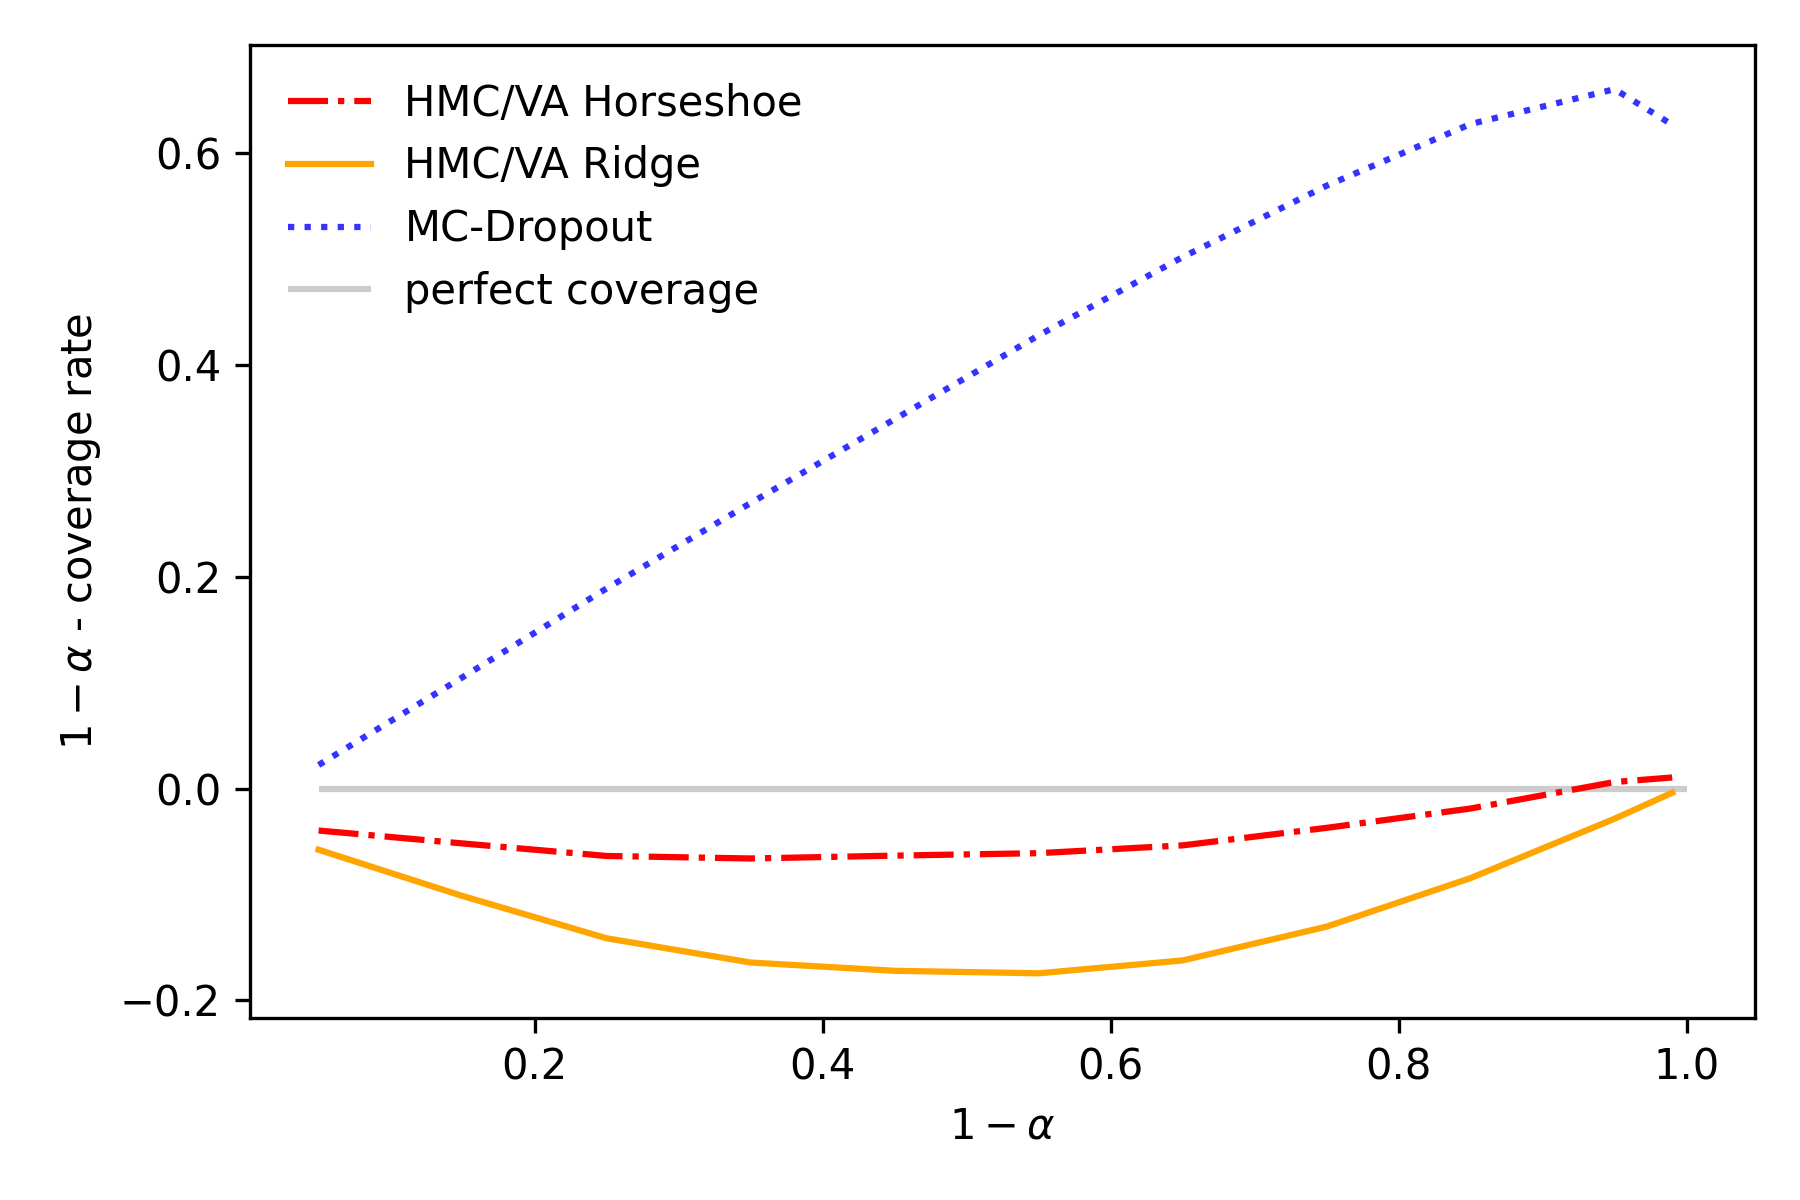 HMC/VA Horseshoe
HMC/VA Ridge
MC-Dropout
perfect coverage
1 − α - coverage rate
0.6
0.4
0.2
0.0
−0.2
0.2 0.4 0.6 0.8 1.0
1 − α